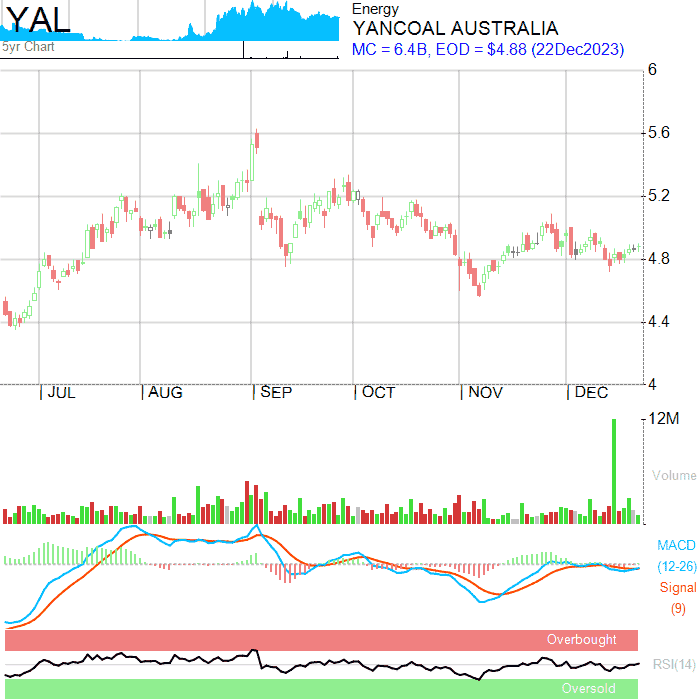 YAL
5yr Chart
Energy
YANCOAL AUSTRALIA
MC = 6.4B, EOD = $4.88 (22Dec2023)
6
5.6
5.2
4.8
4.4
4
JUL AUG SEP OCT NOV DEC
12M
Volume
MACD
(12-26)
Signal
(9)
Overbought
RSI(14)
Oversold